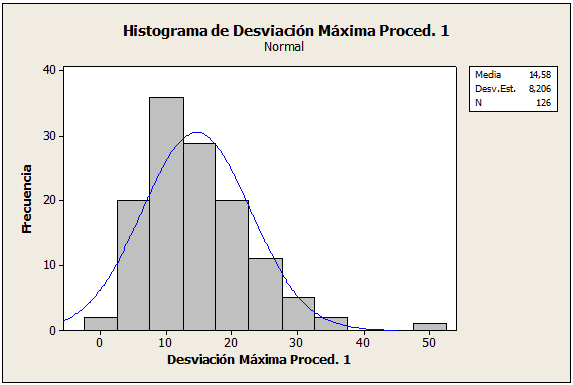 Histograma de Desviación Máxima Proced. 1
Normal
Media 14,58
Desv.Est. 8,206
N 126
Frecuencia
40
30
20
10
0
0 10 20 30 40 50
Desviación Máxima Proced. 1